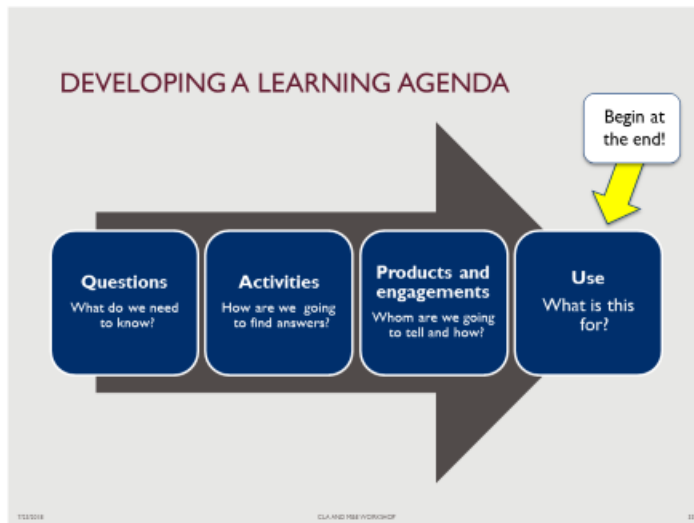 DEVELOPING A LEARNING AGENDA
Begin at
the end!
Questions
What do we need
to know?
Activities
How are we going
to find answers?
Products and
engagements
Whom are we going
to tell and how?
Use
What is this
for?
CLA AND M&E WORKSHOP